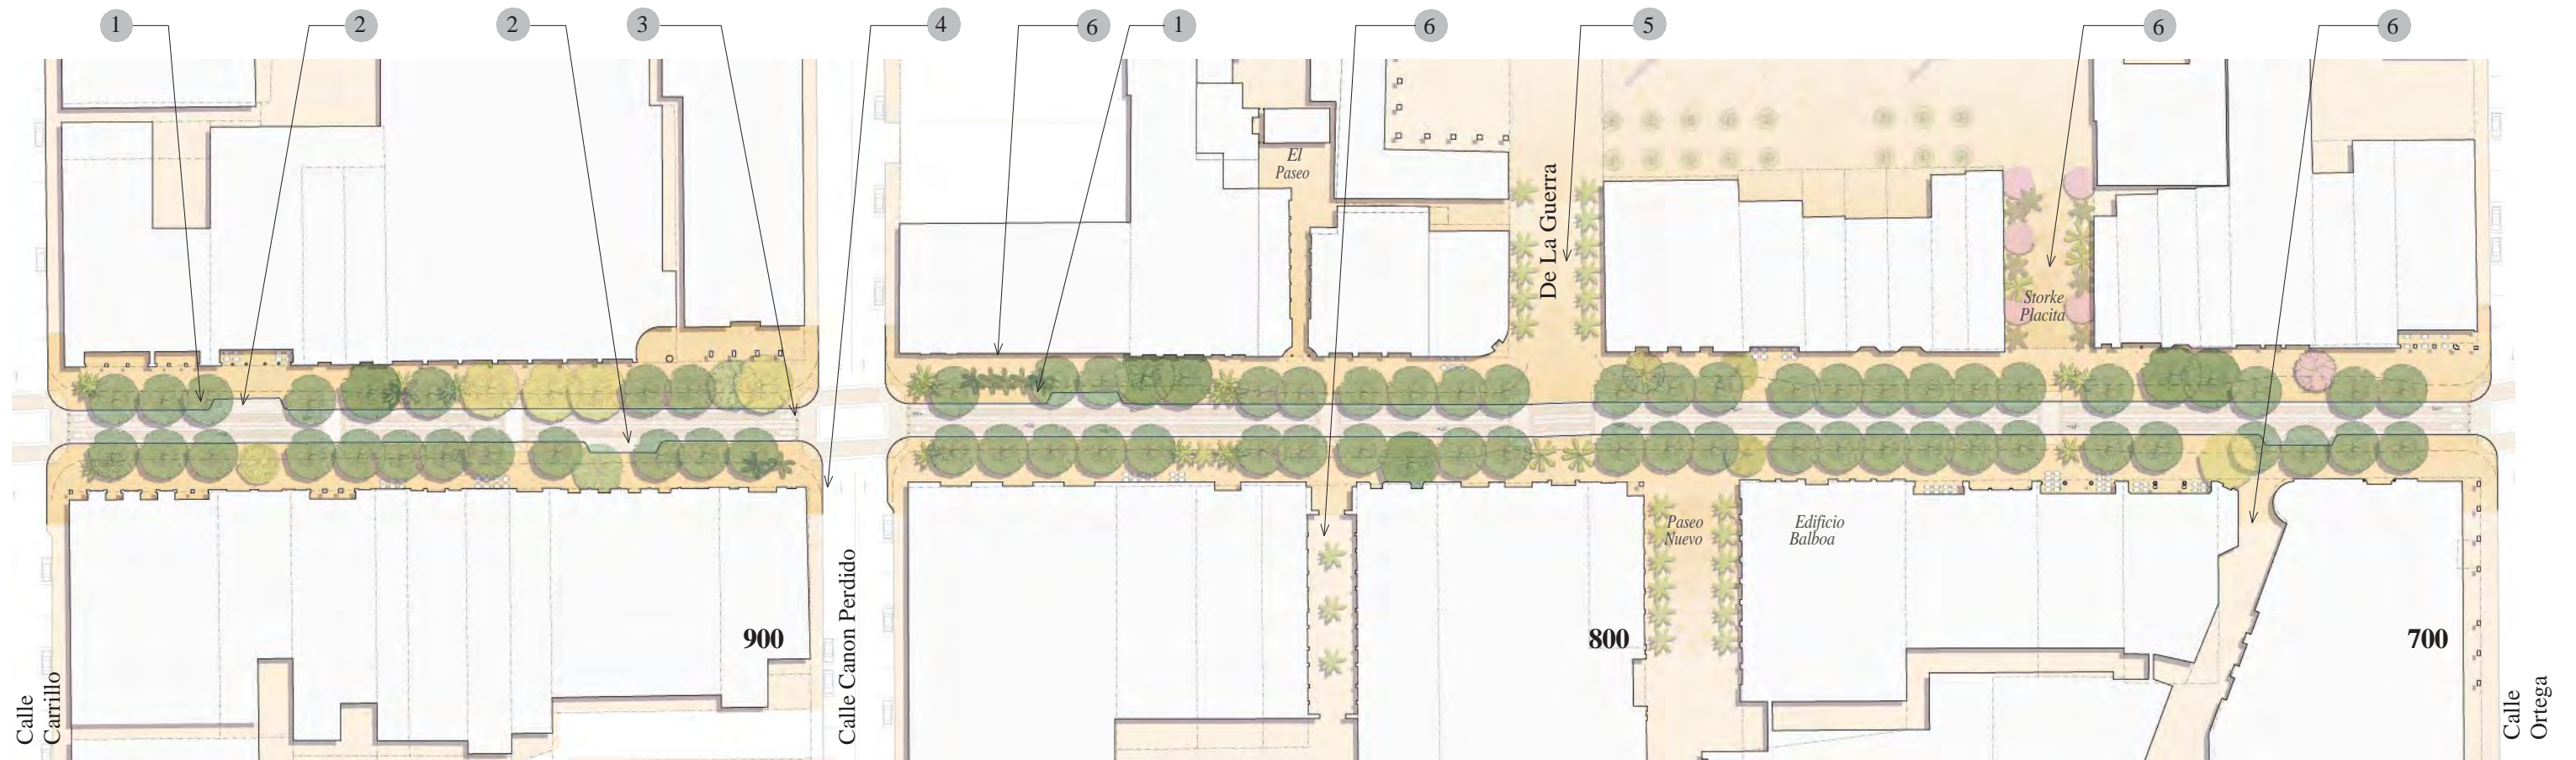 1
2
2
3
4
6
1
6
5
6
6
El
Paseo
De La Guerra
Storke
Placita
Paseo
Nuevo
Edificio
Balboa
900
800
700
Calle
Carrillo
Calle Canon Perdido
Calle
Ortega